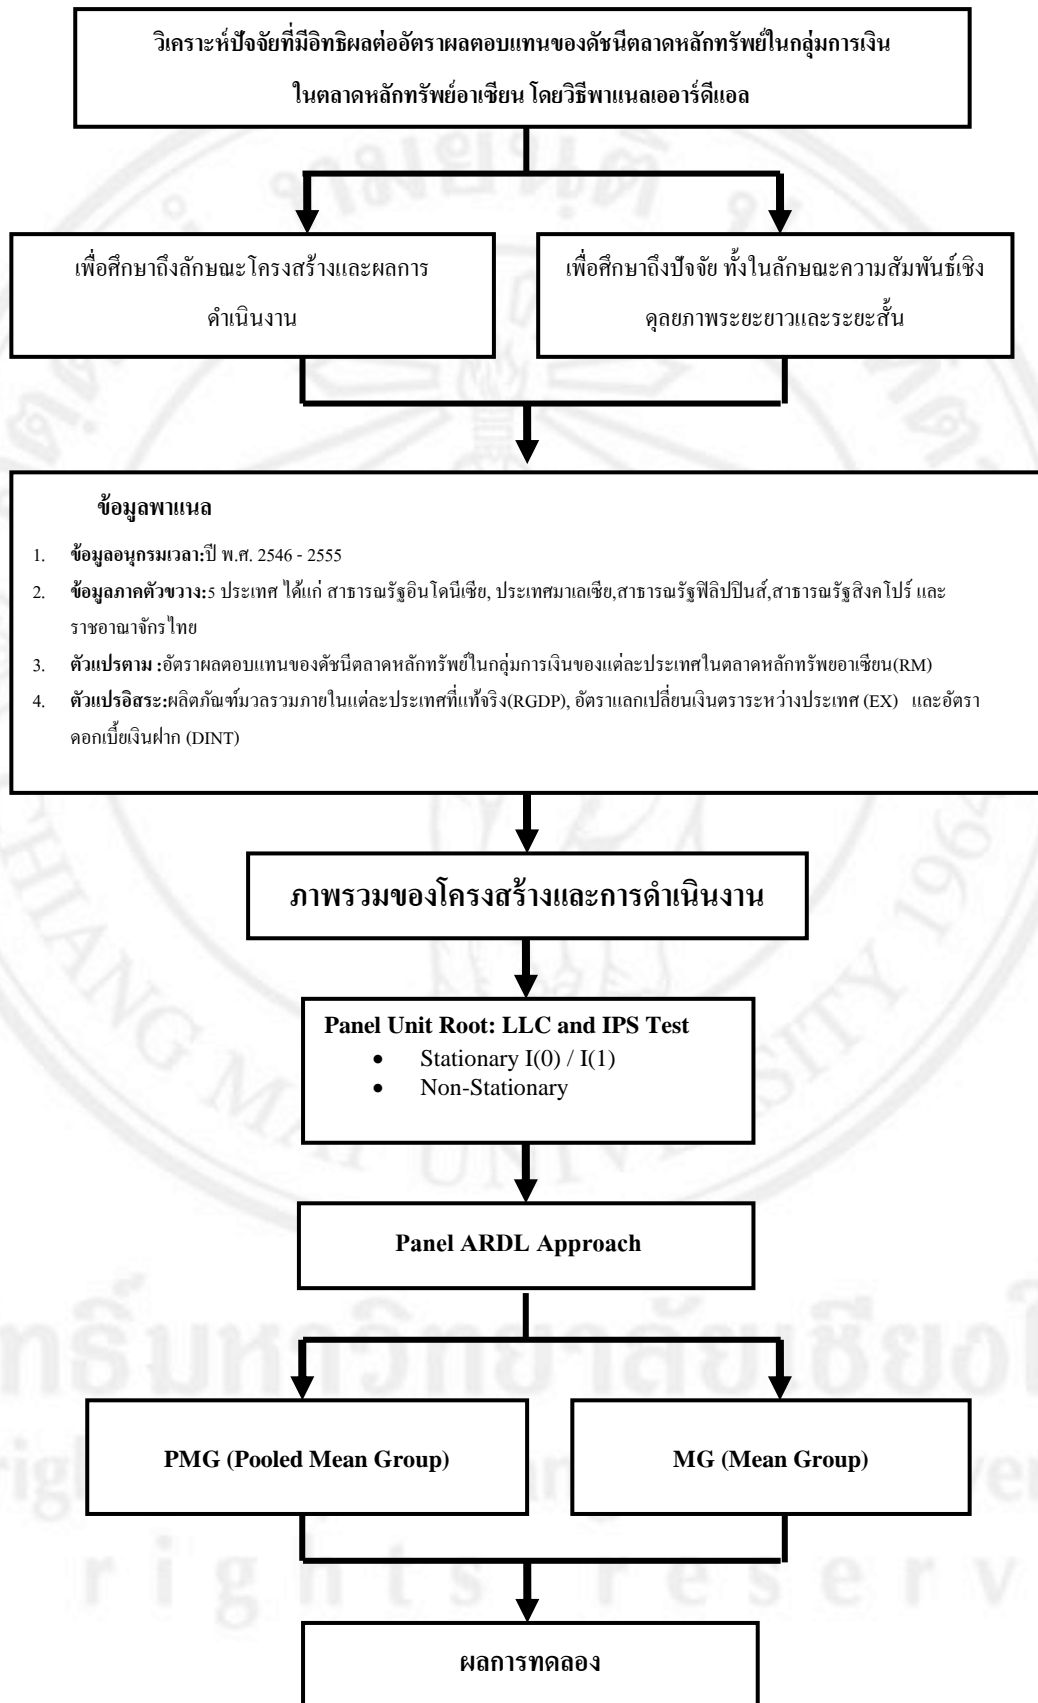 วิเคราะห์ปัจจัยที่มีอิทธิผลต่ออัตราผลตอบแทนของดัชนีตลาดหลักทรัพย์ในกลุ่มการเงิน
ในตลาดหลักทรัพย์อาเซียน โดยวิธีพาแนลเออาร์ดีแอล
เพื่อศึกษาถึงลักษณะโครงสร้างและผลการ
ดำเนินงาน
เพื่อศึกษาถึงปัจจัย ทั้งในลักษณะความสัมพันธ์เชิง
ดุลยภาพระยะยาวและระยะสั้น
ข้อมูลพาแนล
1. ข้อมูลอนุกรมเวลา:ปี พ.ศ. 2546 - 2555
2. ข้อมูลภาคตัวขวาง:5 ประเทศ ได้แก่ สาธารณรัฐอินโดนีเซีย, ประเทศมาเลเซีย,สาธารณรัฐฟิลิปปินส์,สาธารณรัฐสิงคโปร์ และ
ราชอาณาจักรไทย
3. ตัวแปรตาม :อัตราผลตอบแทนของดัชนีตลาดหลักทรัพย์ในกลุ่มการเงินของแต่ละประเทศในตลาดหลักทรัพยอาเซียน(RM)
4. ตัวแปรอิสระ:ผลิตภัณฑ์มวลรวมภายในแต่ละประเทศที่แท้จริง(RGDP), อัตราแลกเปลี่ยนเงินตราระหว่างประเทศ (EX) และอัตรา
ดอกเบี้ยเงินฝาก (DINT)
ภาพรวมของโครงสร้างและการดำเนินงาน
Panel Unit Root: LLC and IPS Test
• Stationary I(0) / I(1)
• Non-Stationary
CHIANG MAI UNIVERSITY 1964
Panel ARDL Approach
PMG (Pooled Mean Group)
MG (Mean Group)
rights reserv
ผลการทดลอง